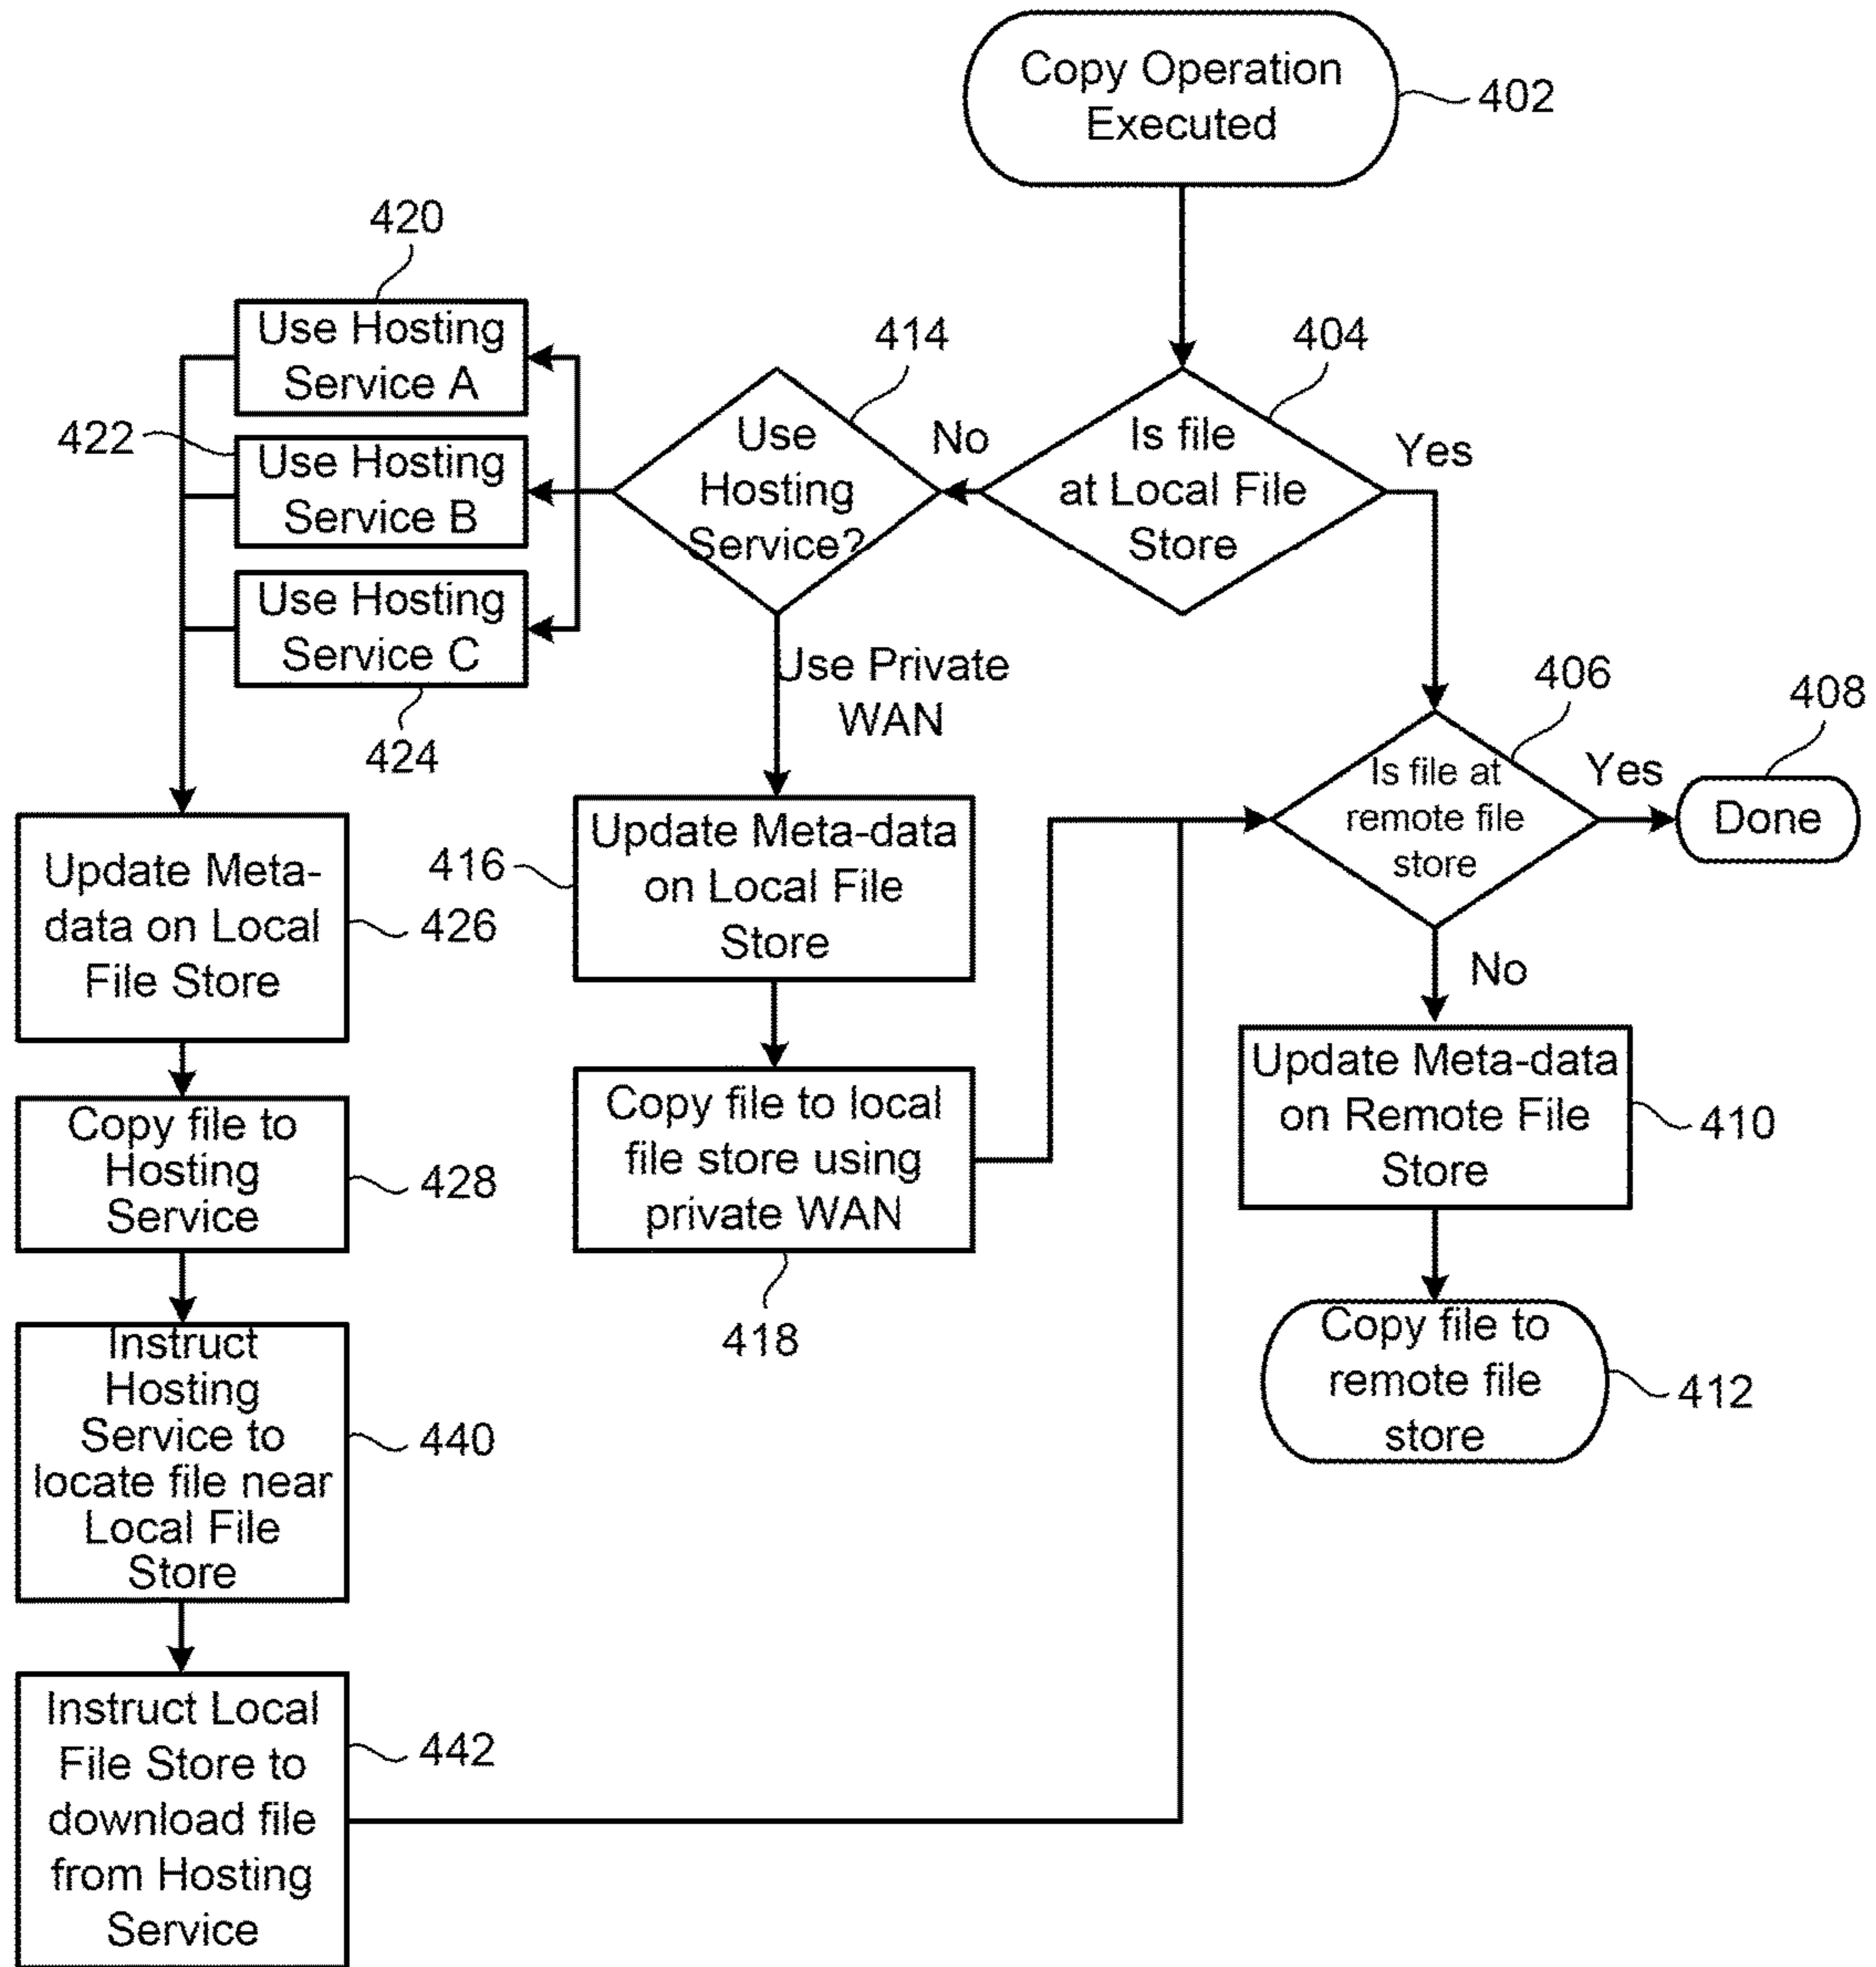 Copy Operation
Executed
402
420
Use Hosting
Service A
422
Use Hosting
Service B
Use Hosting
Service C
424
414
Use
Hosting
Service?
No
404
Is file
at Local File
Store
Yes
Use Private
WAN
406
Is file at
remote file
store
Yes
408
Done
No
Update Meta-
data on Local
File Store
426
416
Update Meta-data
on Local File
Store
Copy file to
Hosting
Service
428
Copy file to local
file store using
private WAN
418
Update Meta-data
on Remote File
Store
410
Copy file to
remote file
store
412
Instruct
Hosting
Service to
locate file near
Local File
Store
440
Instruct Local
File Store to
download file
from Hosting
Service
442